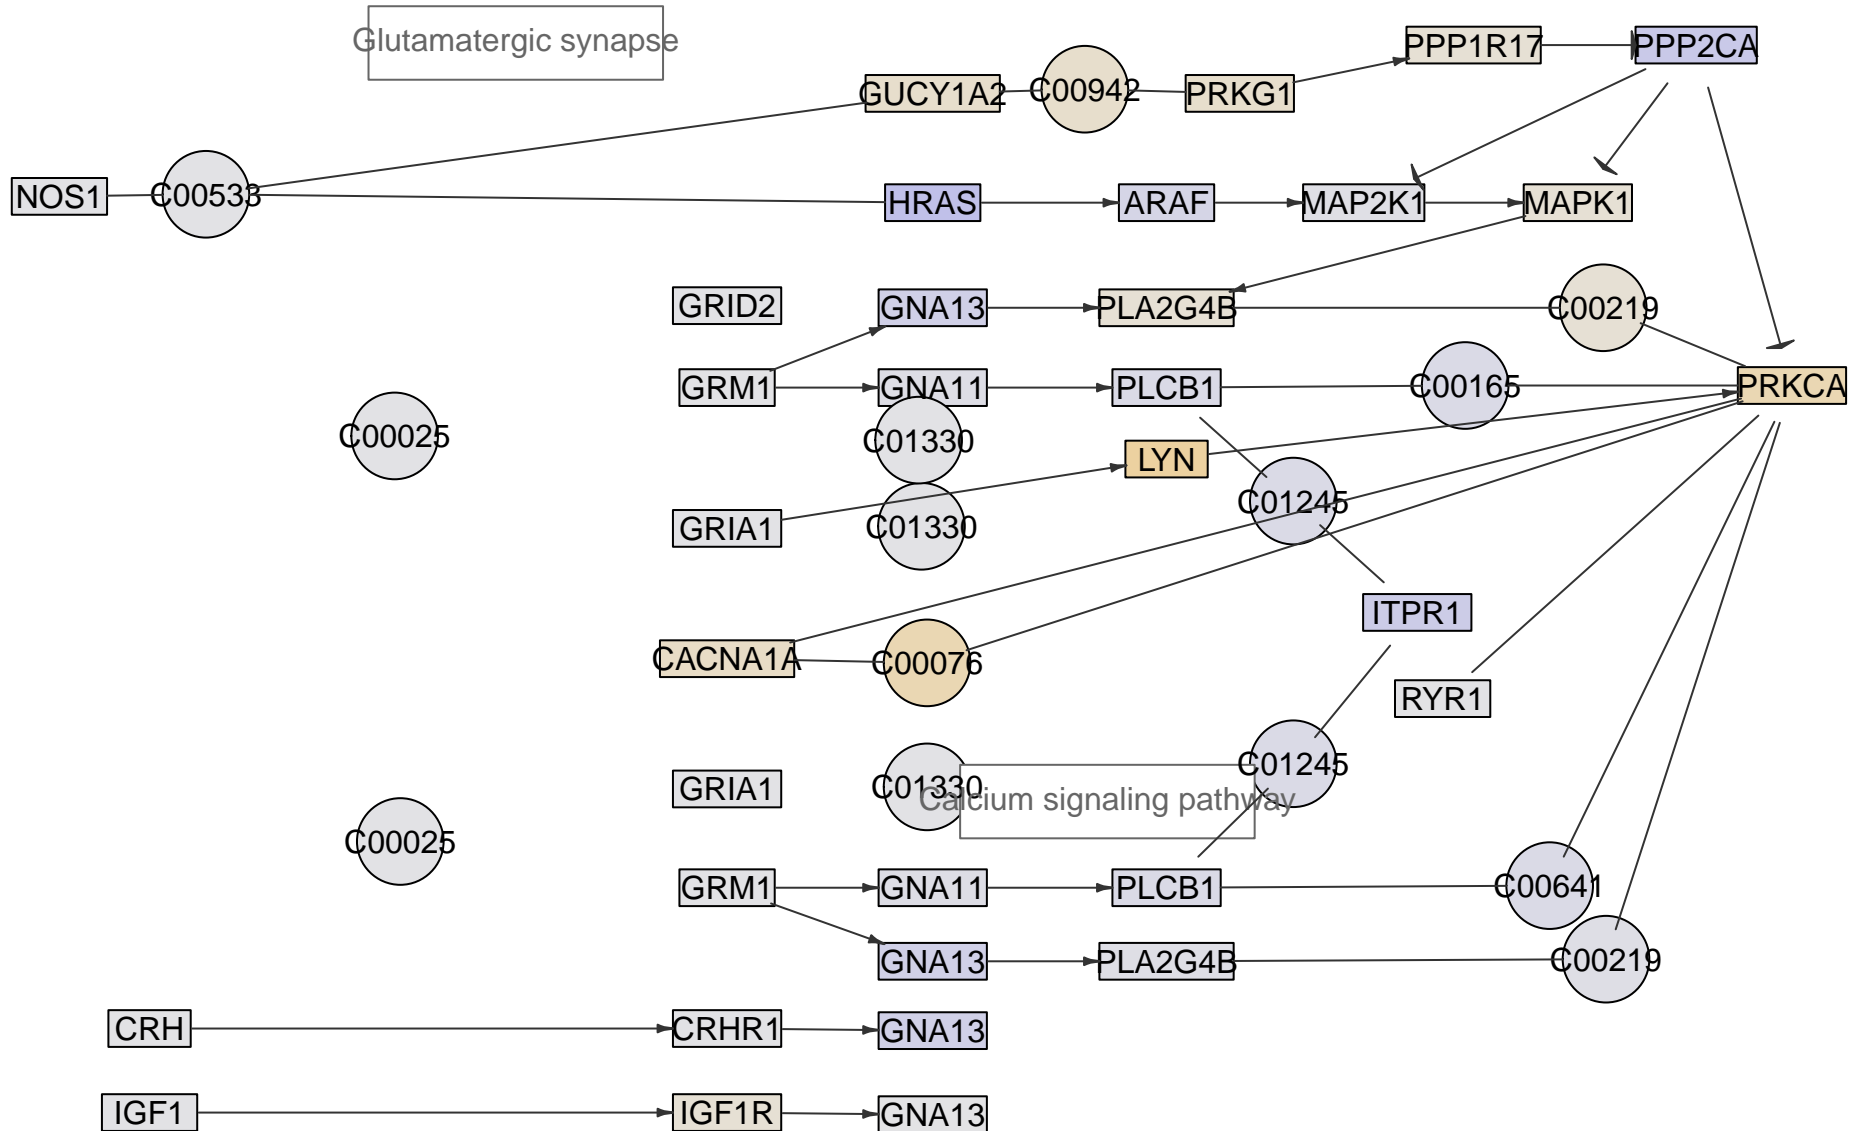 Glutamatergic synapse
PPP1R17
PPP2CA
GUCY1A2
C00942
PRKG1
NOS1
C00533
HRAS
ARAF
MAP2K1
MAPK1
GRID2
GNA13
PLA2G4B
C00219
GRM1
GNA11
PLCB1
C00165
PRKCA
C00025
C01330
LYN
GRIA1
C01330
C01245
ITPR1
CACNA1A
C00076
RYR1
GRIA1
C01330
C01245
Calcium signaling pathway
C00025
GRM1
GNA11
PLCB1
C00641
GNA13
PLA2G4B
C00219
CRH
CRHR1
GNA13
IGF1
IGF1R
GNA13